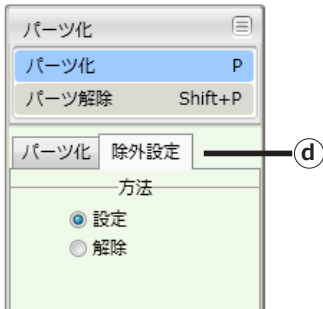 パーツ化
パーツ化 P
パーツ解除 Shift+P
パーツ化 除外設定 ⓓ
方法
設定
解除